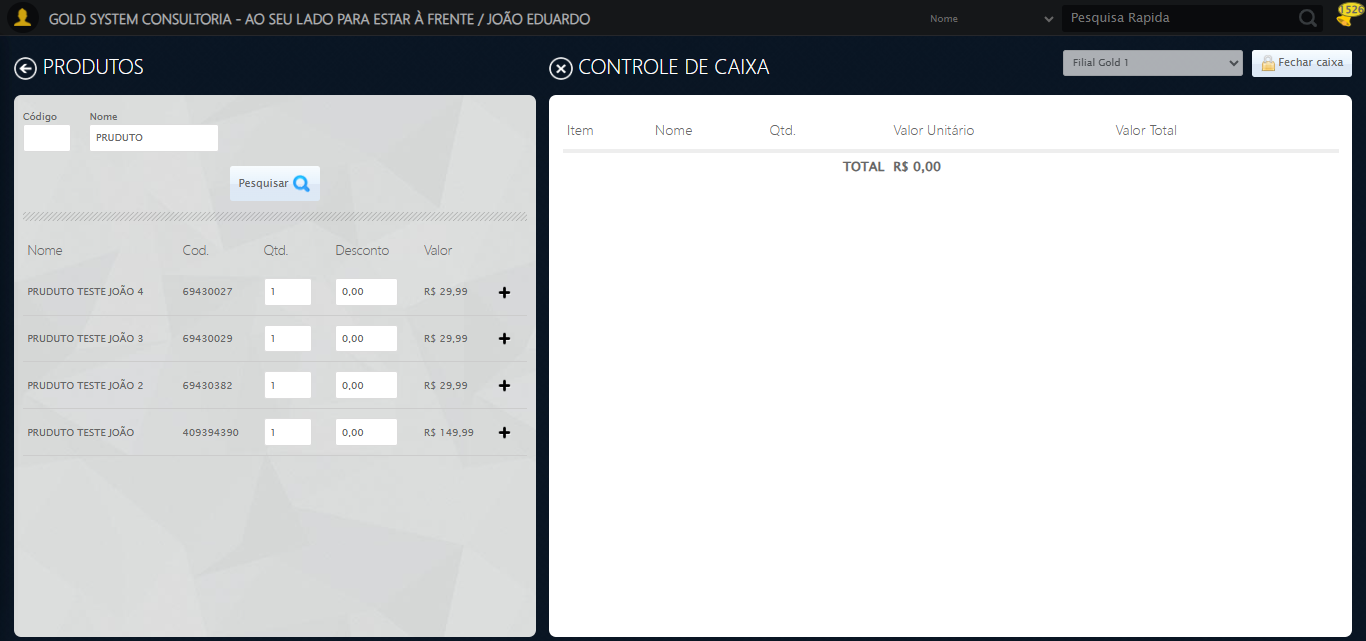 GOLD SYSTEM CONSULTORIA - AO SEU LADO PARA ESTAR À FRENTE / JOÃO EDUARDO
Nome
Pesquisa Rapida
1526
PRODUTOS
CONTROLE DE CAIXA
Filial Gold 1
Fechar caixa
Código Nome
PRUDUTO
Pesquisar
Nome Cod. Qtd. Desconto Valor
PRUDUTO TESTE JOÃO 4 69430027 1 0,00 R$ 29,99
PRUDUTO TESTE JOÃO 3 69430029 1 0,00 R$ 29,99
PRUDUTO TESTE JOÃO 2 69430382 1 0,00 R$ 29,99
PRUDUTO TESTE JOÃO 409394390 1 0,00 R$ 149,99
Item Nome Qtd. Valor Unitário Valor Total
TOTAL R$ 0,00